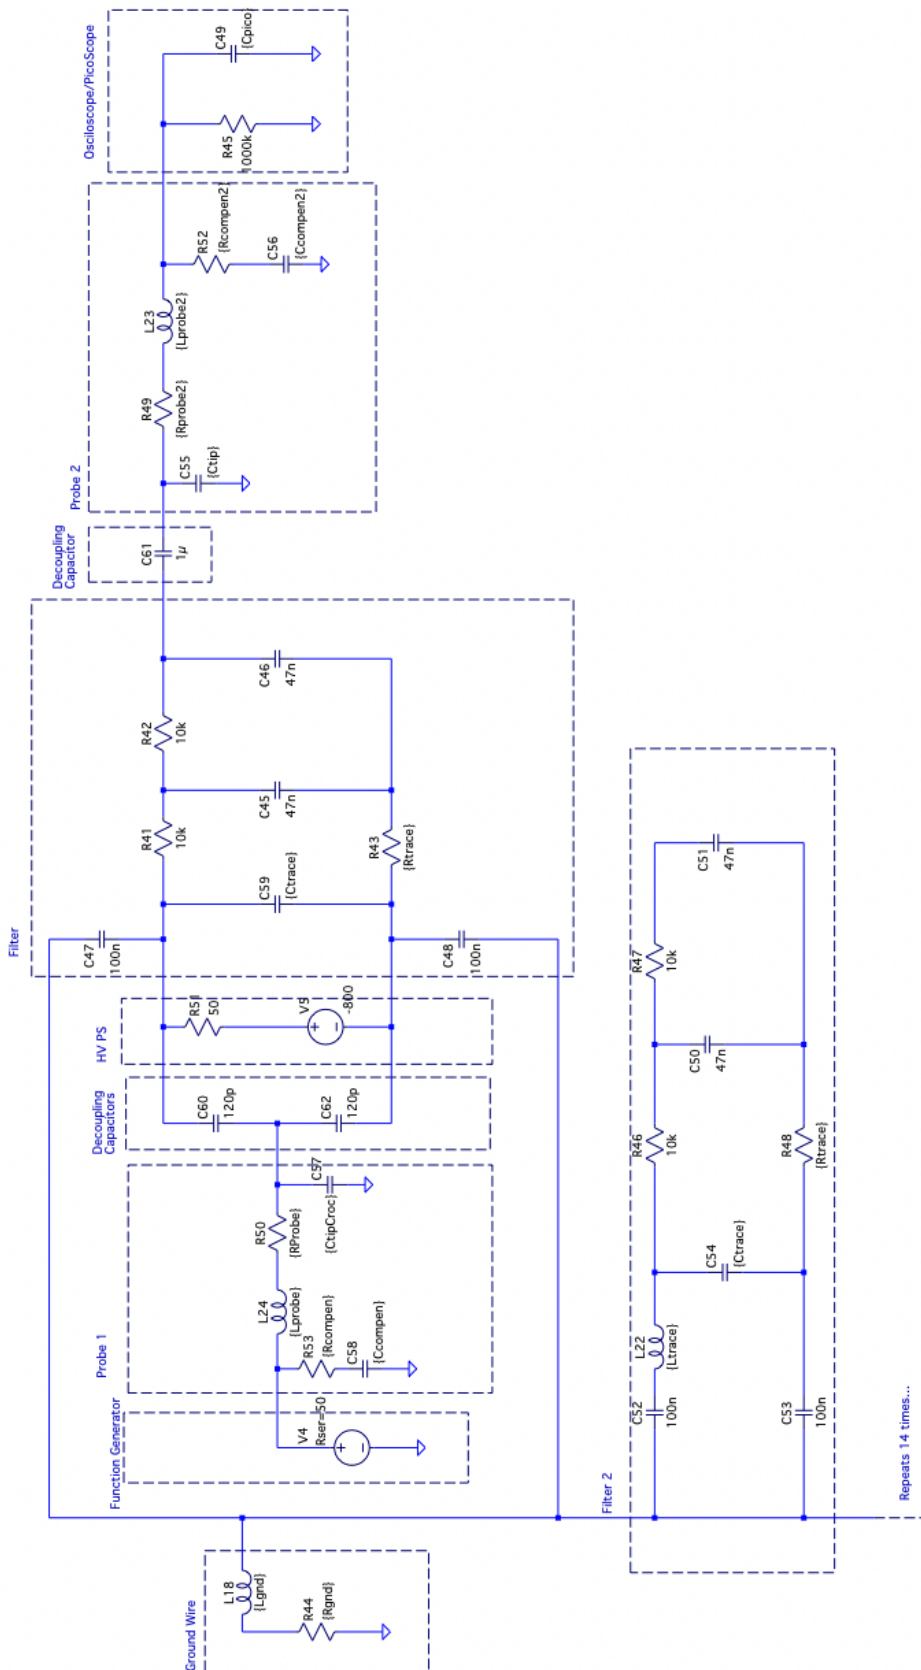 Osciloscope/PicoScope
C49
{Cpico}
R45
1000k
Probe 2
R52
{Rcompen2}
C56
{Ccompen2}
L23
{Lprobe2}
R49
{Rprobe2}
C55
{Ctip}
Decoupling
Capacitor
C61
1µ
Filter
C46
47n
R42
10k
C45
47n
R41
10k
R43
{Rtrace}
C59
{Ctrace}
C47
100n
C48
100n
HV PS
R51
50
V5
-800
Decoupling
Capacitors
C60
120p
C62
120p
Probe 1
C57
{CtipCroc}
R50
{RProbe}
L24
{Lprobe}
R53
{Rcompen}
C58
{Ccompen}
Function Generator
V4
Rser=50
Ground Wire
L18
{Lgnd}
R44
{Rgnd}
Filter 2
C51
47n
R47
10k
C50
47n
R46
10k
R48
{Rtrace}
C54
{Ctrace}
L22
{Ltrace}
C52
100n
C53
100n
Repeats 14 times...